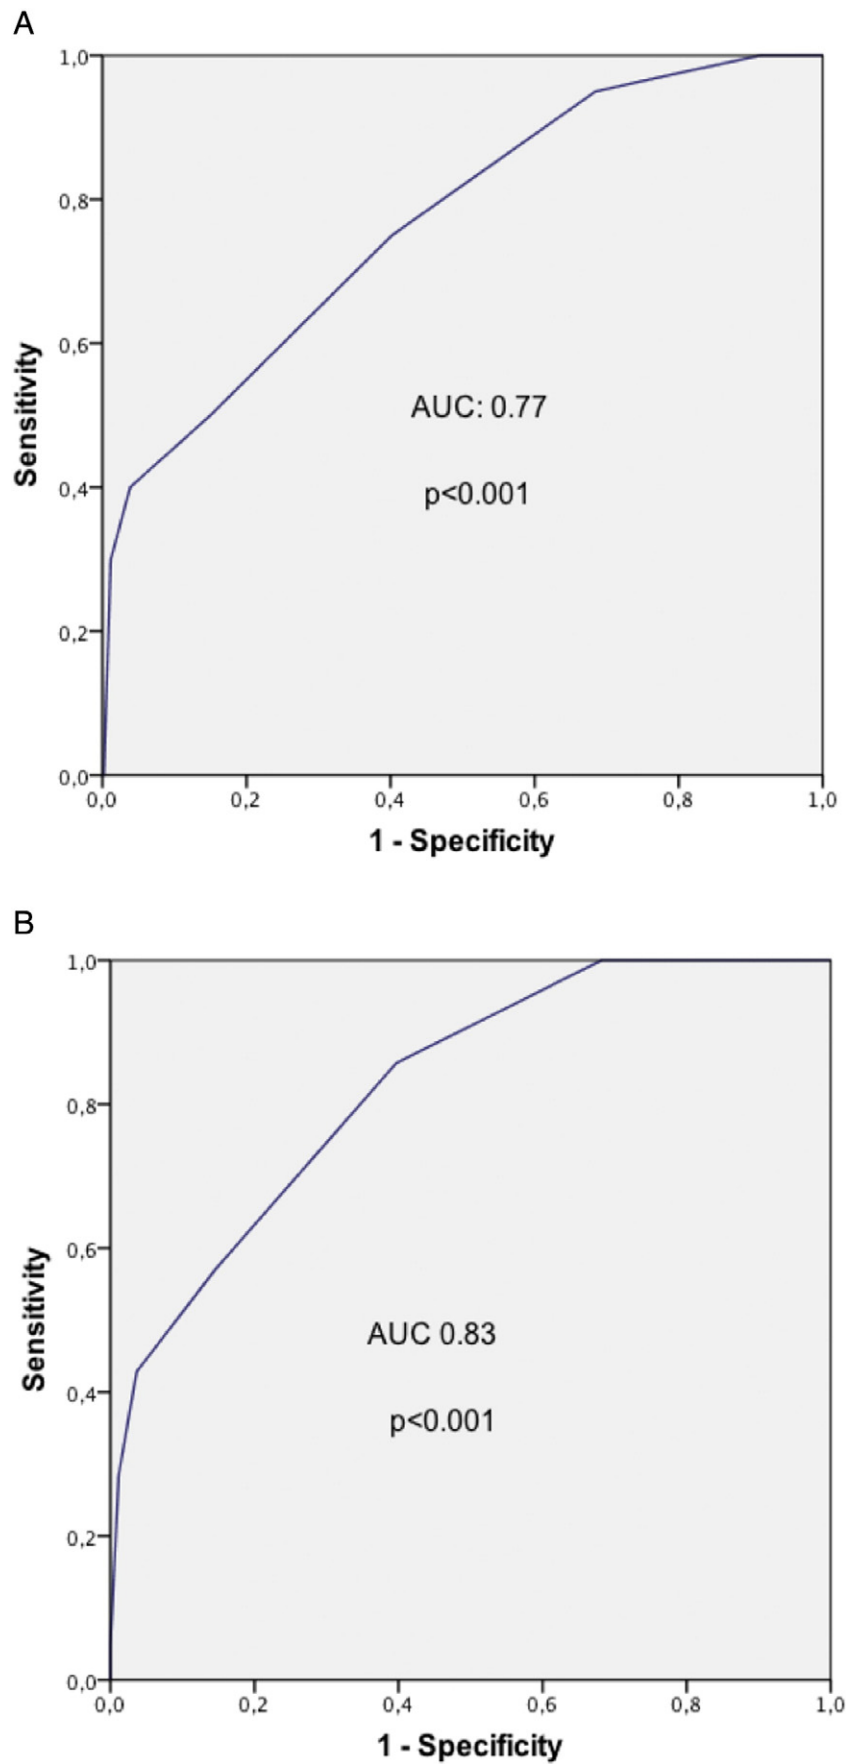 A
1,0
0,8
0,6
0,4
0,2
0,0
Sensitivity
AUC: 0.77
p<0.001
0,0 0,2 0,4 0,6 0,8 1,0
1 - Specificity
B
1,0
0,8
0,6
0,4
0,2
0,0
Sensitivity
AUC 0.83
p<0.001
0,0 0,2 0,4 0,6 0,8 1,0
1 - Specificity